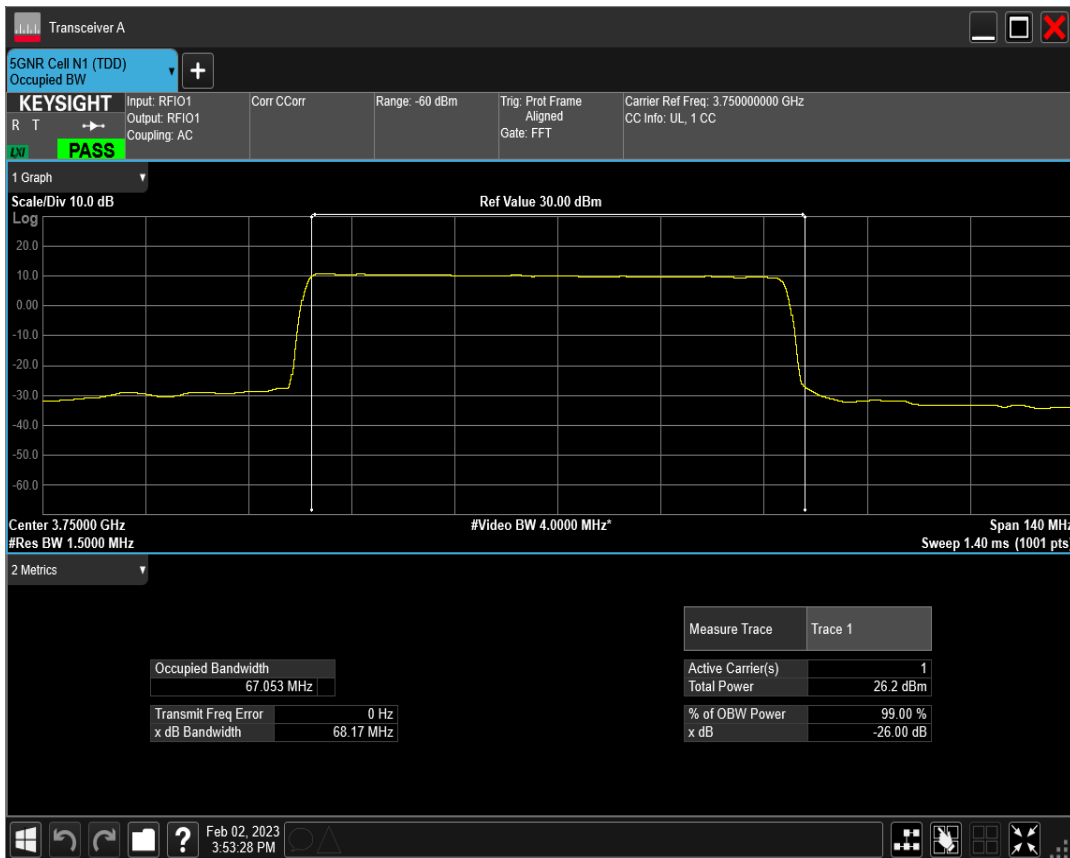 Transceiver A
5GNR Cell N1 (TDD)
Occupied BW
+
KEYSIGHT
R T
LXI
PASS
Input: RFIO1
Output: RFIO1
Coupling: AC
Corr CCorr
Range: -60 dBm
Trig: Prot Frame
Aligned
Gate: FFT
Carrier Ref Freq: 3.750000000 GHz
CC Info: UL, 1 CC
1 Graph
Scale/Div 10.0 dB
Ref Value 30.00 dBm
Log
20.0
10.0
0.00
-10.0
-20.0
-30.0
-40.0
-50.0
-60.0
Center 3.75000 GHz
#Video BW 4.0000 MHz*
Span 140 MHz
#Res BW 1.5000 MHz
Sweep 1.40 ms (1001 pts)
2 Metrics
Measure Trace Trace 1
Occupied Bandwidth
67.053 MHz
Active Carrier(s) 1
Total Power 26.2 dBm
Transmit Freq Error 0 Hz
x dB Bandwidth 68.17 MHz
% of OBW Power 99.00 %
x dB -26.00 dB
?
Feb 02, 2023
3:53:28 PM